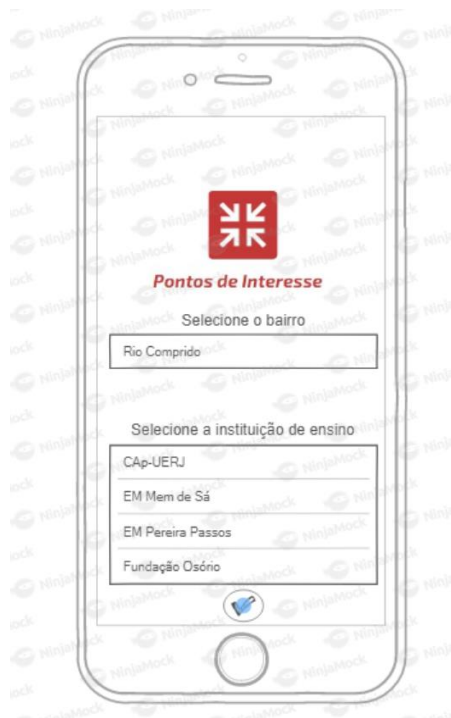 Pontos de Interesse
Selecione o bairro
Rio Comprido
Selecione a instituição de ensino
CAp-UERJ
EM Mem de Sá
EM Pereira Passos
Fundação Osório
NinjaMock